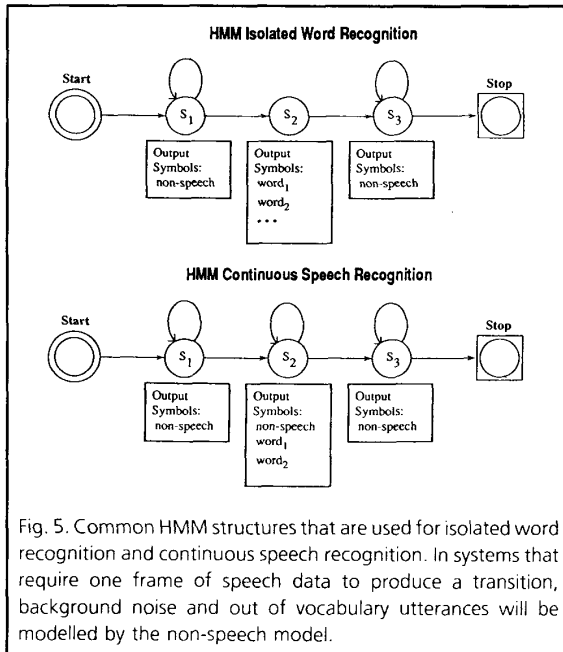 HMM Isolated Word Recognition
Start
Stop
S1
S2
S3
Output
Symbols:
non-speech
Output
Symbols:
word1
word2
• • •
Output
Symbols:
non-speech
HMM Continuous Speech Recognition
Start
Stop
S1
S2
S3
Output
Symbols:
non-speech
Output
Symbols:
non-speech
word1
word2
Output
Symbols:
non-speech
Fig. 5. Common HMM structures that are used for isolated word
recognition and continuous speech recognition. In systems that
require one frame of speech data to produce a transition,
background noise and out of vocabulary utterances will be
modelled by the non-speech model.